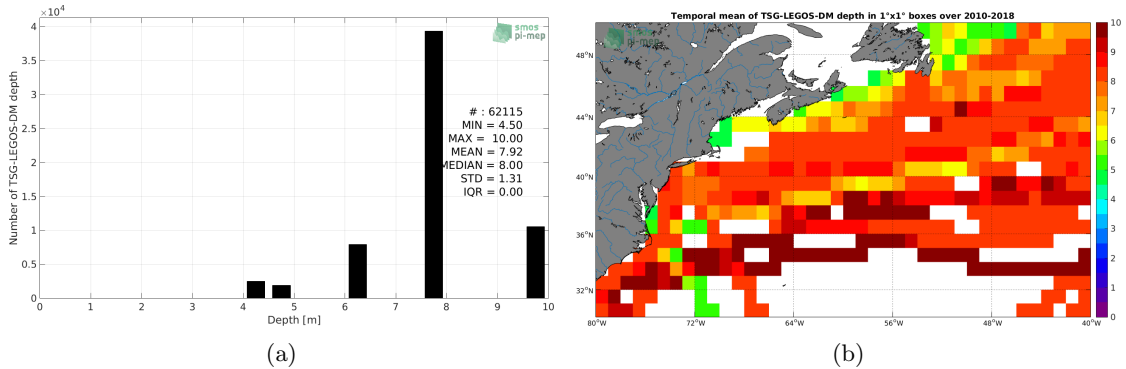 ×10⁴
smos
pi-mep
4
3.5
3
2.5
2
1.5
1
0.5
0
Number of TSG-LEGOS-DM depth
# : 62115
MIN = 4.50
MAX = 10.00
MEAN = 7.92
MEDIAN = 8.00
STD = 1.31
IQR = 0.00
0 1 2 3 4 5 6 7 8 9 10
Depth [m]
(a)
Temporal mean of TSG-LEGOS-DM depth in 1°x1° boxes over 2010-2018
smos
pi-mep
48°N
44°N
40°N
36°N
32°N
80°W 72°W 64°W 56°W 48°W 40°W
10
9
8
7
6
5
4
3
2
1
0
(b)